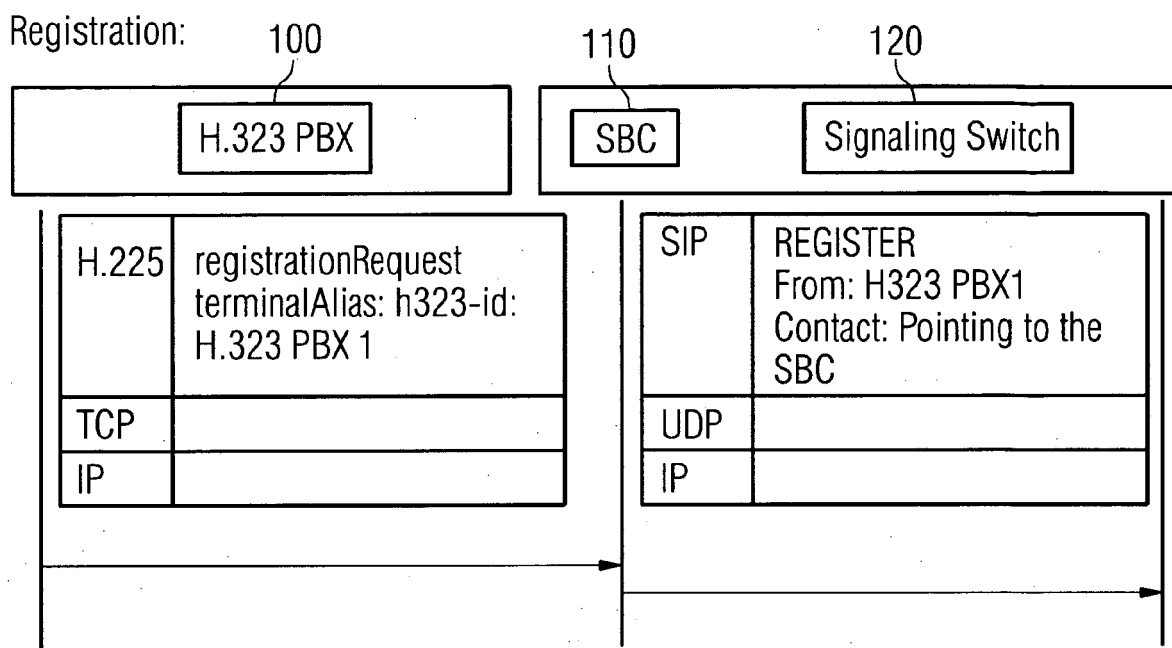 Registration:
100
110
120
H.323 PBX
SBC
Signaling Switch
H.225
registrationRequest
terminalAlias: h323-id:
H.323 PBX 1
TCP
IP
SIP
REGISTER
From: H323 PBX1
Contact: Pointing to the
SBC
UDP
IP